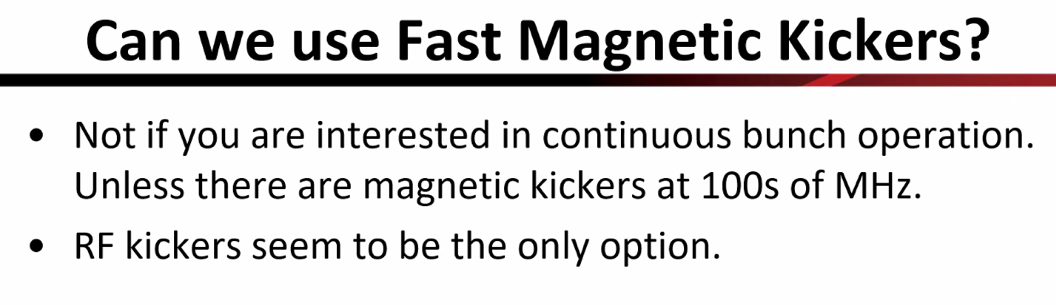 Can we use Fast Magnetic Kickers?
• Not if you are interested in continuous bunch operation.
Unless there are magnetic kickers at 100s of MHz.
• RF kickers seem to be the only option.